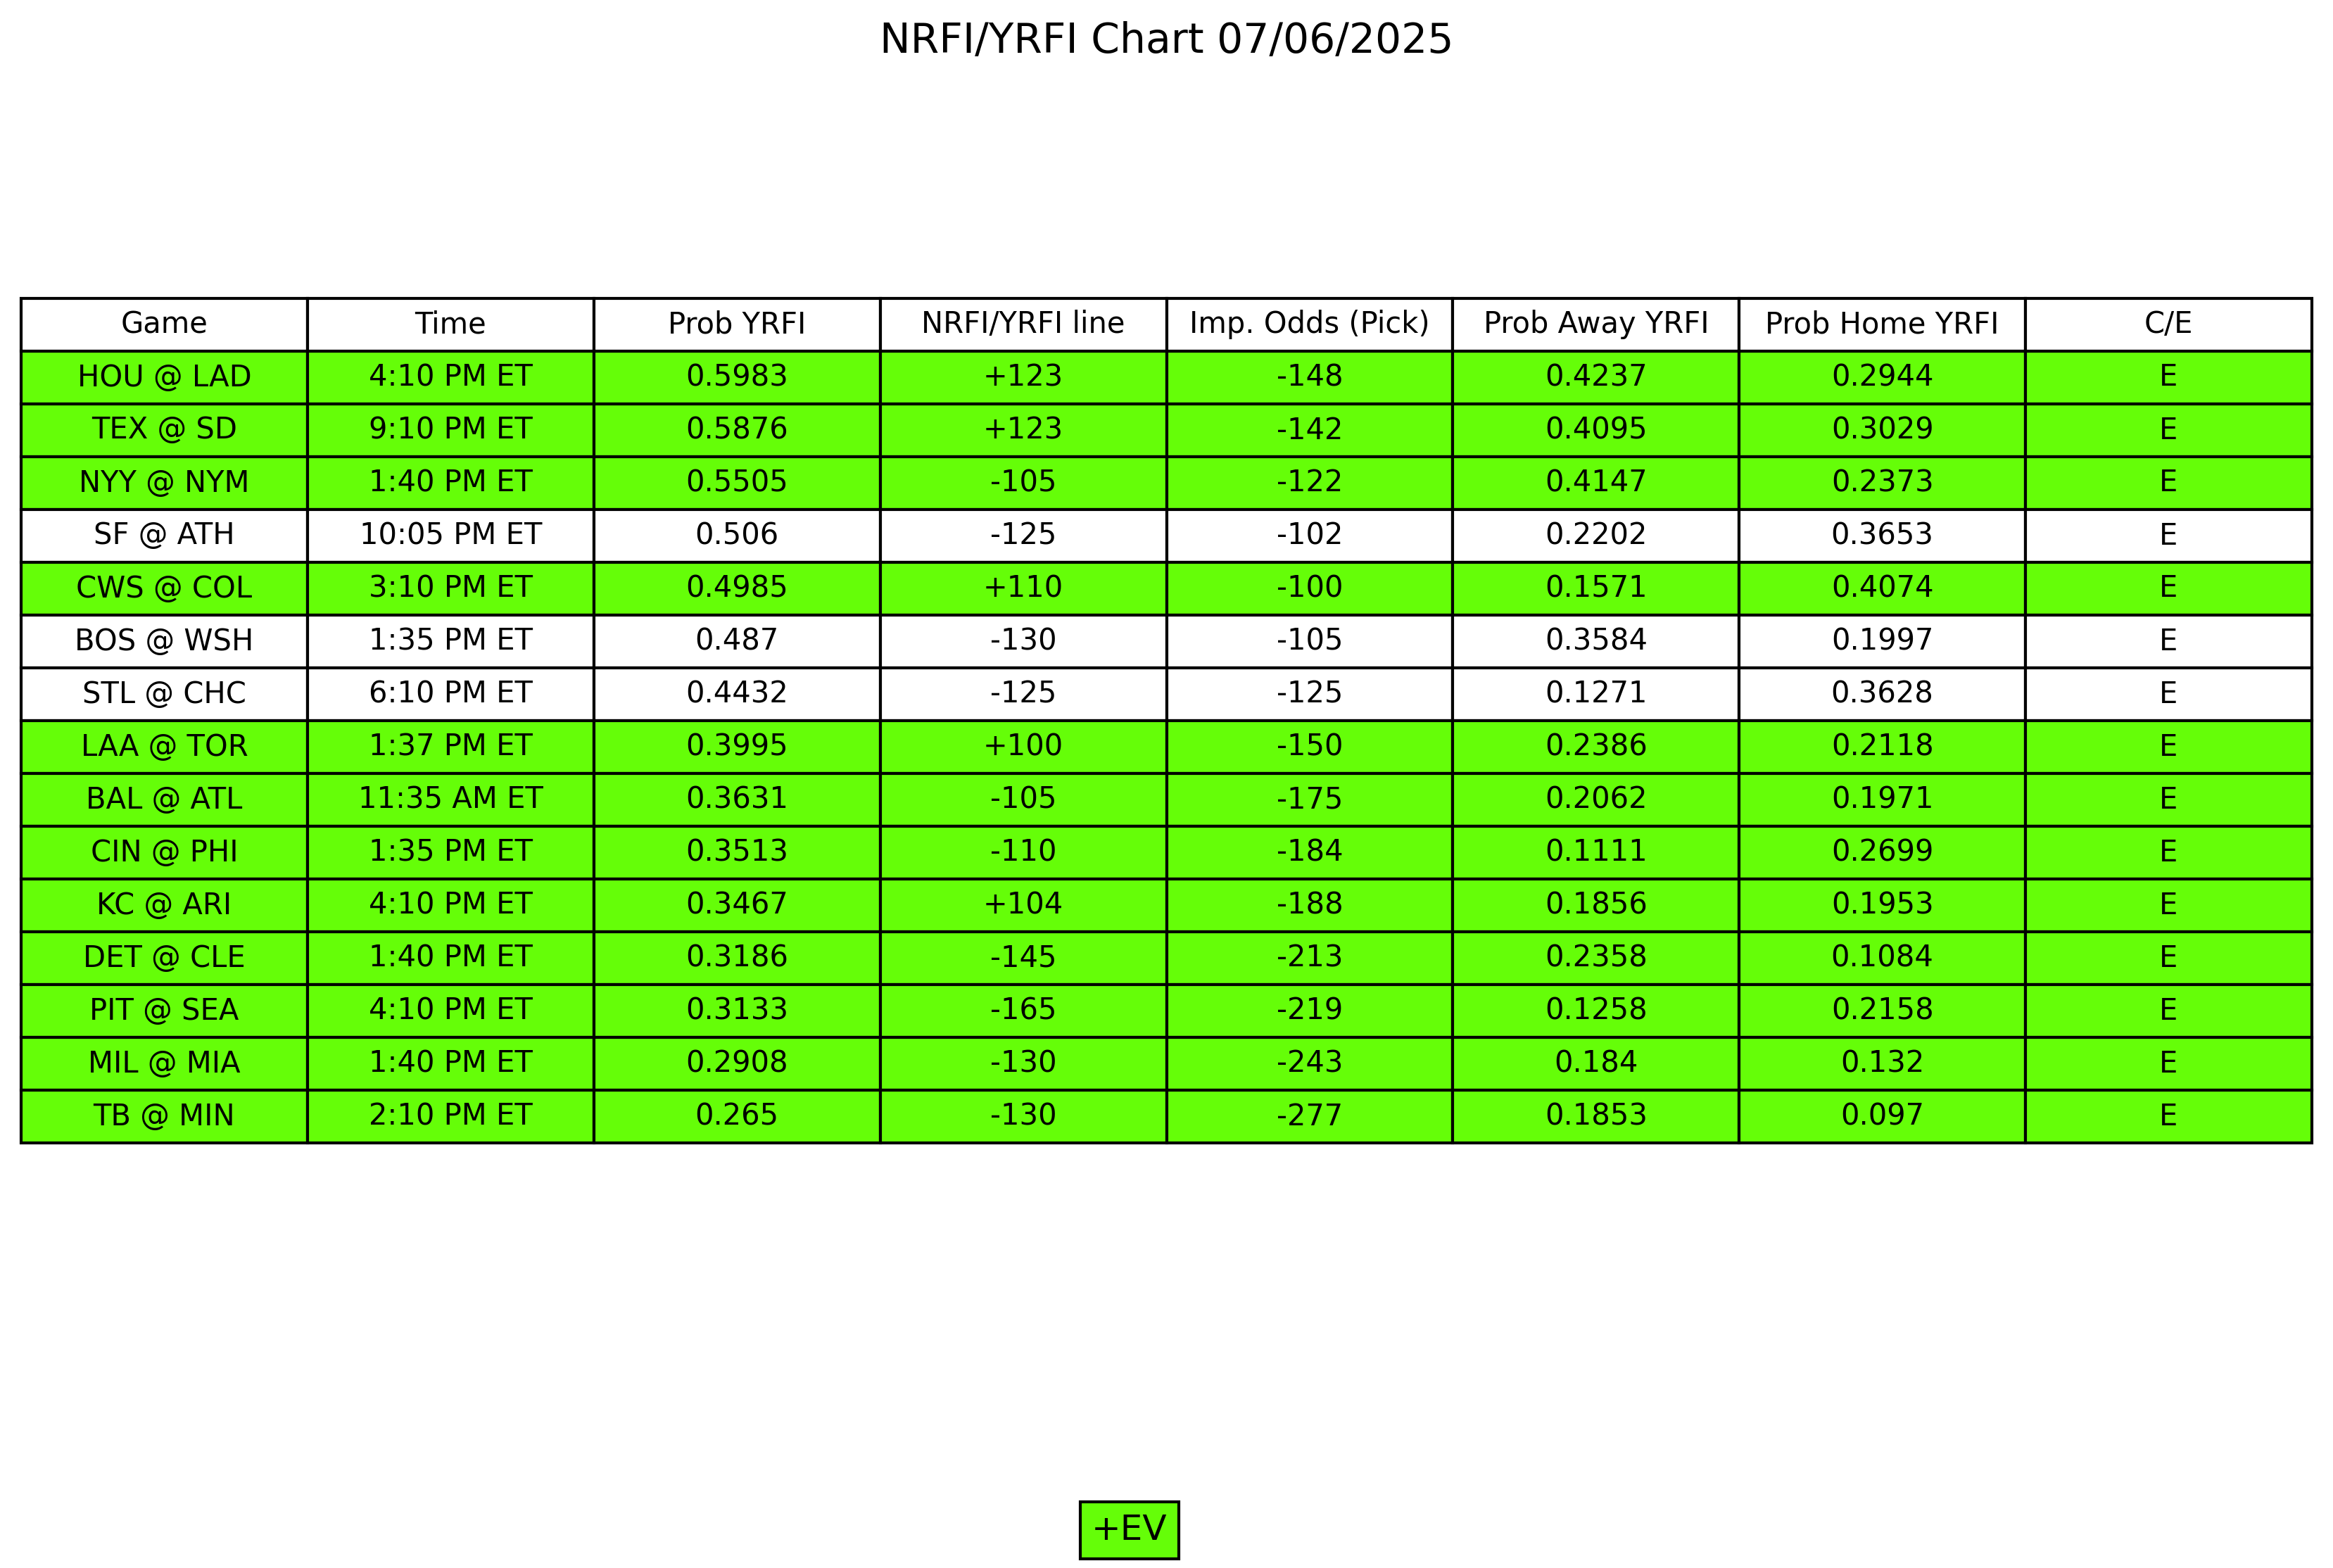 NRFI/YRFI Chart 07/06/2025
Game Time Prob YRFI NRFI/YRFI line Imp. Odds (Pick) Prob Away YRFI Prob Home YRFI C/E
HOU @ LAD 4:10 PM ET 0.5983 +123 -148 0.4237 0.2944 E
TEX @ SD 9:10 PM ET 0.5876 +123 -142 0.4095 0.3029 E
NYY @ NYM 1:40 PM ET 0.5505 -105 -122 0.4147 0.2373 E
SF @ ATH 10:05 PM ET 0.506 -125 -102 0.2202 0.3653 E
CWS @ COL 3:10 PM ET 0.4985 +110 -100 0.1571 0.4074 E
BOS @ WSH 1:35 PM ET 0.487 -130 -105 0.3584 0.1997 E
STL @ CHC 6:10 PM ET 0.4432 -125 -125 0.1271 0.3628 E
LAA @ TOR 1:37 PM ET 0.3995 +100 -150 0.2386 0.2118 E
BAL @ ATL 11:35 AM ET 0.3631 -105 -175 0.2062 0.1971 E
CIN @ PHI 1:35 PM ET 0.3513 -110 -184 0.1111 0.2699 E
KC @ ARI 4:10 PM ET 0.3467 +104 -188 0.1856 0.1953 E
DET @ CLE 1:40 PM ET 0.3186 -145 -213 0.2358 0.1084 E
PIT @ SEA 4:10 PM ET 0.3133 -165 -219 0.1258 0.2158 E
MIL @ MIA 1:40 PM ET 0.2908 -130 -243 0.184 0.132 E
TB @ MIN 2:10 PM ET 0.265 -130 -277 0.1853 0.097 E
+EV